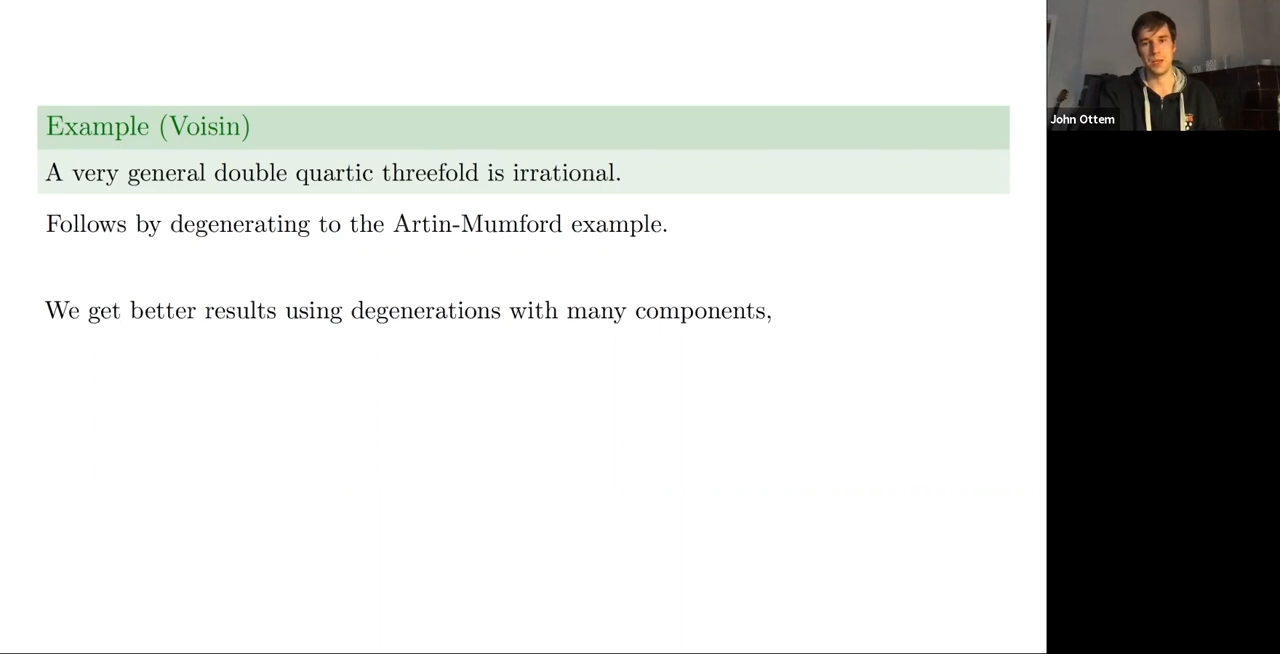 Example (Voisin)
A very general double quartic threefold is irrational.
Follows by degenerating to the Artin-Mumford example.
We get better results using degenerations with many components,
John Ottem